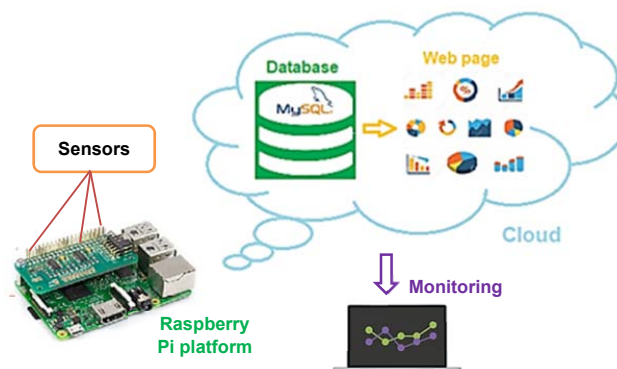 Database
Web page
MySQL
Sensors
Cloud
Monitoring
Raspberry
Pi platform